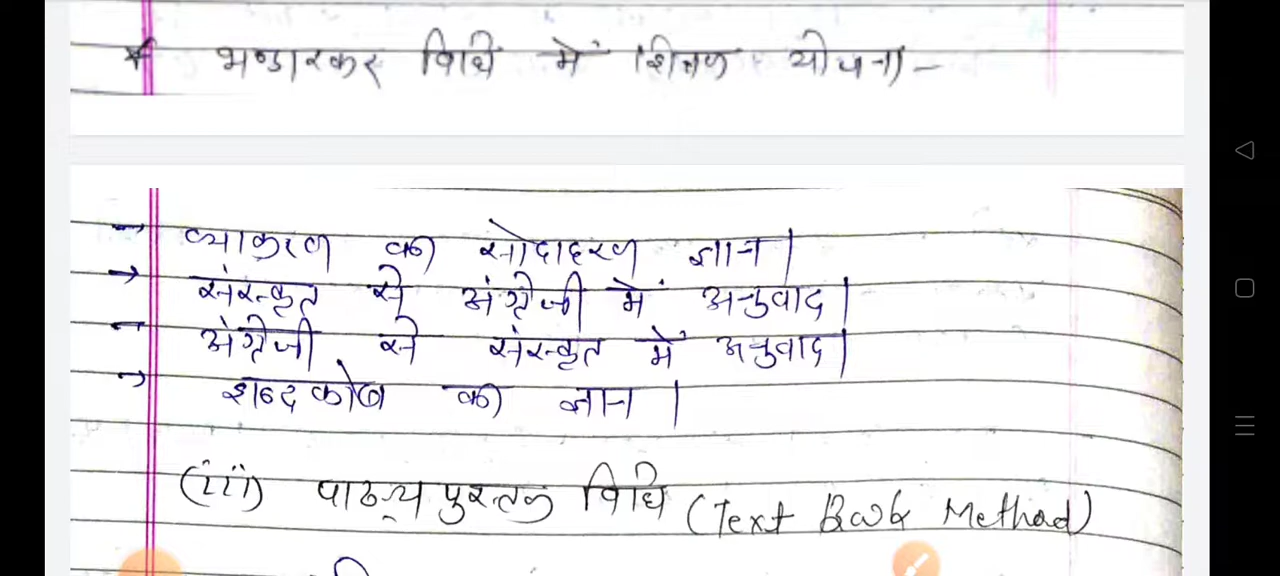 * भण्डारकर विधि में शिक्षण योजना -
→ व्याकरण का सोदाहरण ज्ञान।
→ संस्कृत से अंग्रेजी में अनुवाद।
→ अंग्रेजी से संस्कृत में अनुवाद।
→ शब्दकोष का ज्ञान।
(iii) पाठ्यपुस्तक विधि (Text Book Method)